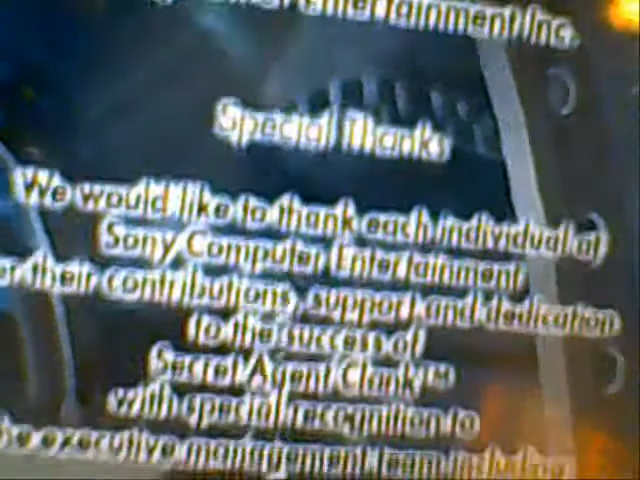 Entertainment Inc.
Special Thanks
We would like to thank each individual at
Sony Computer Entertainment
for their contributions, support and dedication
to the success of
Secret Agent Clank™
with special recognition to
the executive management team including